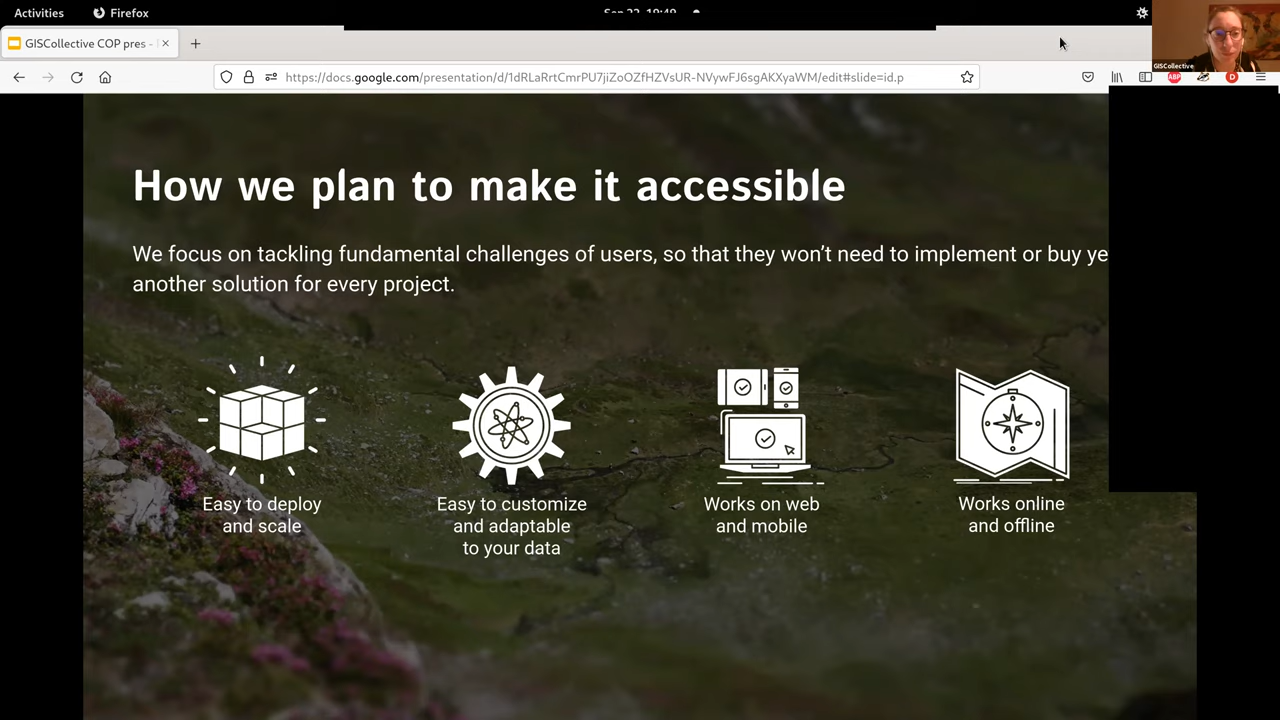 Activities
Firefox
GISCollective COP pres -
https://docs.google.com/presentation/d/1dRLaRmCmrPU7jiZoOZfHZVsUR-NVywFJ6sgAKXyaWM/edit#slide=id.p
ABP
D
GISCollective
How we plan to make it accessible
We focus on tackling fundamental challenges of users, so that they won’t need to implement or buy ye
another solution for every project.
Easy to deploy
and scale
Easy to customize
and adaptable
to your data
Works on web
and mobile
Works online
and offline